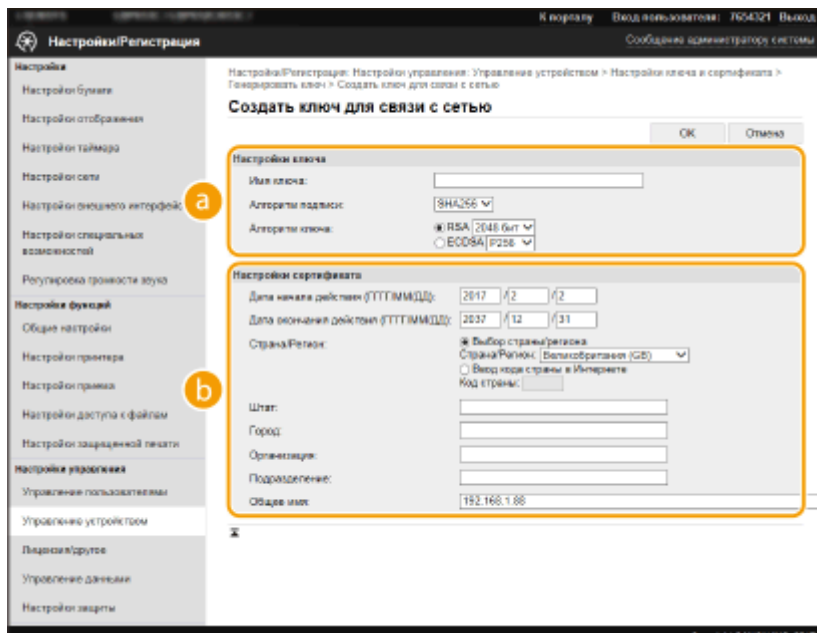 К порталу Вход пользователя: 7654321 Выход
Настройки/Регистрация
Сообщение администратору системы
Настройки
Настройки бумаги
Настройки отображения
Настройки таймера
Настройки сети
Настройки внешнего интерфейс
Настройки специальных
возможностей
Регулировка громкости звука
Настройки функций
Общие настройки
Настройки принтера
Настройки приема
Настройки доступа к файлам
Настройки защищенной печати
Настройки управления
Управление пользователями
Управление устройством
Лицензия/другое
Управление данными
Настройки защиты
Настройка/Регистрация: Настройки управления: Управление устройством > Настройки ключа и сертификата >
Генерировать ключ > Создать ключ для связи с сетью
Создать ключ для связи с сетью
OK Отмена
a
Настройки ключа
Имя ключа:
Алгоритм подписи: SHA256
Алгоритм ключа: RSA 2048 бит
ECDSA P256
b
Настройки сертификата
Дата начала действия (ГГГГ/ММ/ДД): 2017 / 2 / 2
Дата окончания действия (ГГГГ/ММ/ДД): 2037 / 12 / 31
Страна/Регион: Выбор страны/региона
Страна/Регион: Великобритания (GB)
Ввод кода страны в Интернете
Код страны:
Штат:
Город:
Организация:
Подразделение:
Общее имя: 192.168.1.88